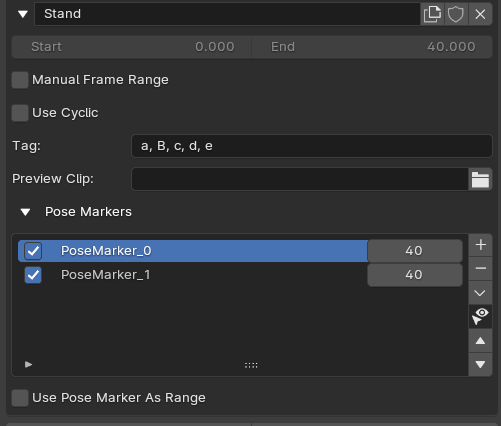 Stand
Start 0.000 End 40.000
Manual Frame Range
Use Cyclic
Tag: a, B, c, d, e
Preview Clip:
Pose Markers
PoseMarker_0 40
PoseMarker_1 40
Use Pose Marker As Range